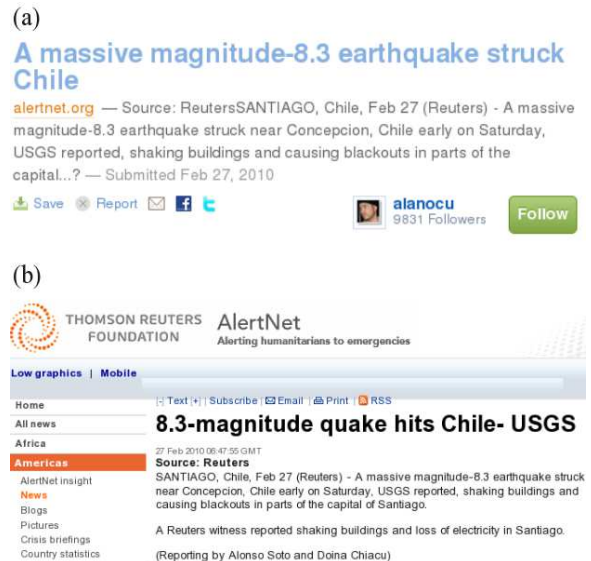 (a)
A massive magnitude-8.3 earthquake struck
Chile
alertnet.org — Source: ReutersSANTIAGO, Chile, Feb 27 (Reuters) - A massive
magnitude-8.3 earthquake struck near Concepcion, Chile early on Saturday,
USGS reported, shaking buildings and causing blackouts in parts of the
capital...? — Submitted Feb 27, 2010
Save Report
alanocu
9831 Followers
Follow
(b)
THOMSON REUTERS
FOUNDATION
AlertNet
Alerting humanitarians to emergencies
Low graphics | Mobile
[-] Text [+] | Subscribe | Email | Print | RSS
Home
All news
Africa
Americas
AlertNet insight
News
Blogs
Pictures
Crisis briefings
Country statistics
8.3-magnitude quake hits Chile- USGS
27 Feb 2010 06:47:55 GMT
Source: Reuters
SANTIAGO, Chile, Feb 27 (Reuters) - A massive magnitude-8.3 earthquake struck
near Concepcion, Chile early on Saturday, USGS reported, shaking buildings and
causing blackouts in parts of the capital of Santiago.
A Reuters witness reported shaking buildings and loss of electricity in Santiago.
(Reporting by Alonso Soto and Doina Chiacu)